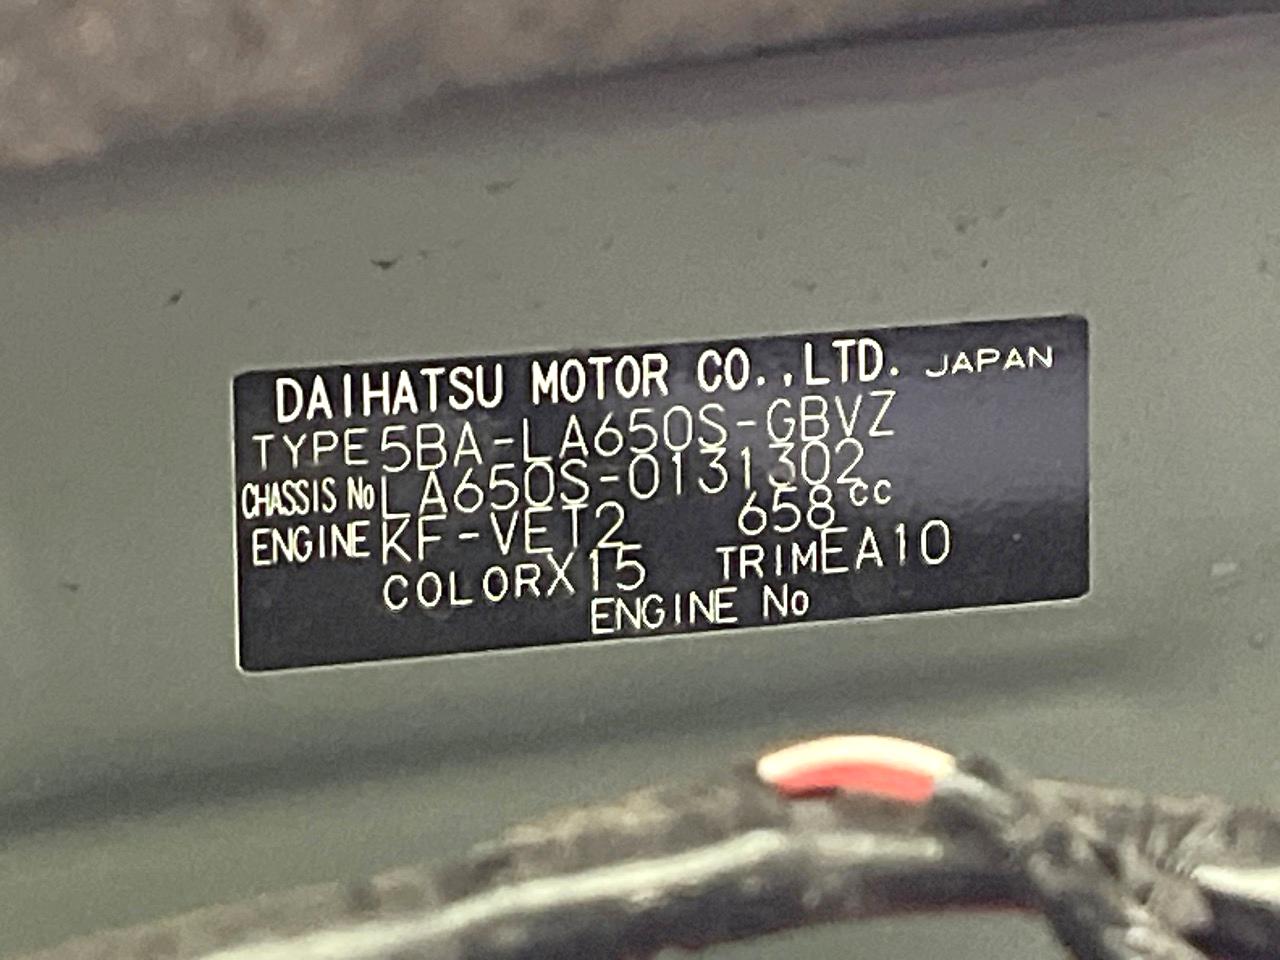 DAIHATSU MOTOR CO.,LTD. JAPAN
TYPE 5BA-LA650S-GBVZ
CHASSIS No LA650S-0131302
ENGINE KF-VET2 658cc
COLOR X15 TRIM EA10
ENGINE No